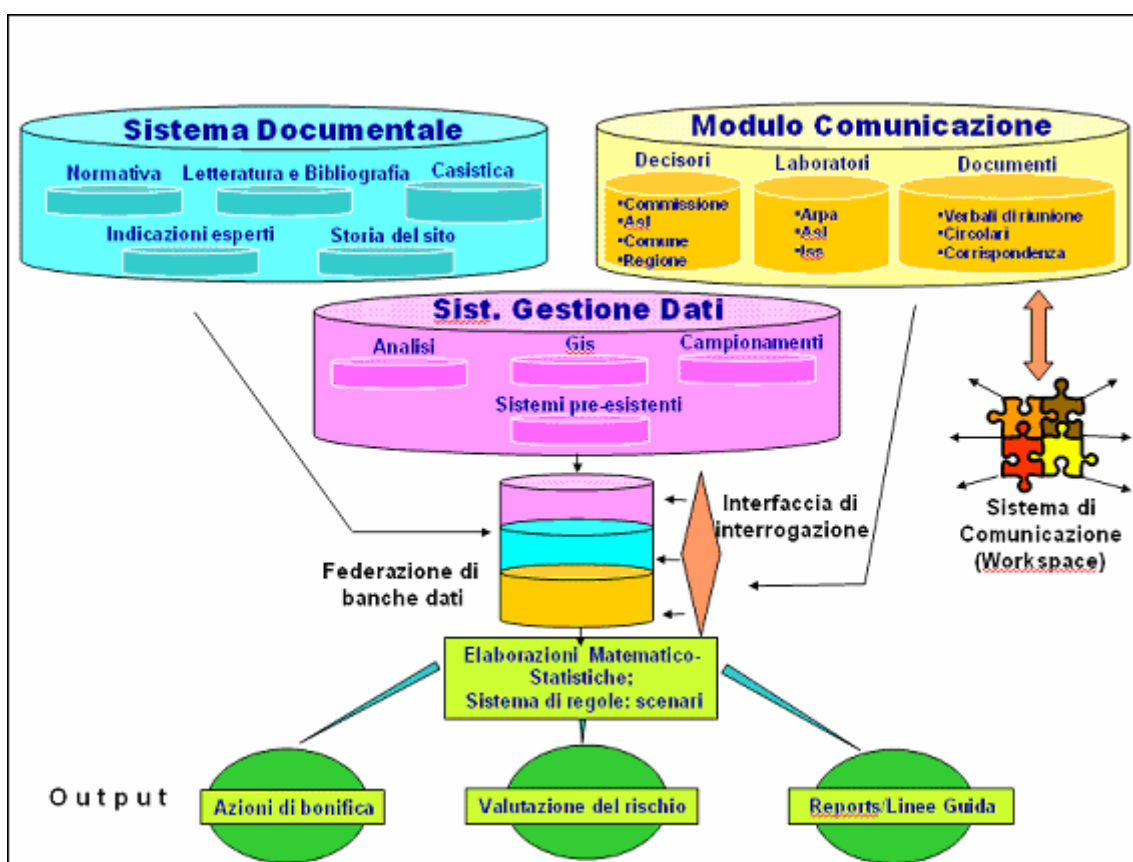 Sistema Documentale
Normativa
Letteratura e Bibliografia
Casistica
Indicazioni esperti
Storia del sito
Modulo Comunicazione
Decisori
Laboratori
Documenti
•Commissione
•Asl
•Comune
•Regione
•Arpa
•Asl
•Iss
•Verbali di riunione
•Circolari
•Corrispondenza
Sist. Gestione Dati
Analisi
Gis
Campionamenti
Sistemi pre-esistenti
Interfaccia di
interrogazione
Sistema di
Comunicazione
(Workspace)
Federazione di
banche dati
Elaborazioni Matematico-
Statistiche;
Sistema di regole: scenari
Output
Azioni di bonifica
Valutazione del rischio
Reports/Linee Guida